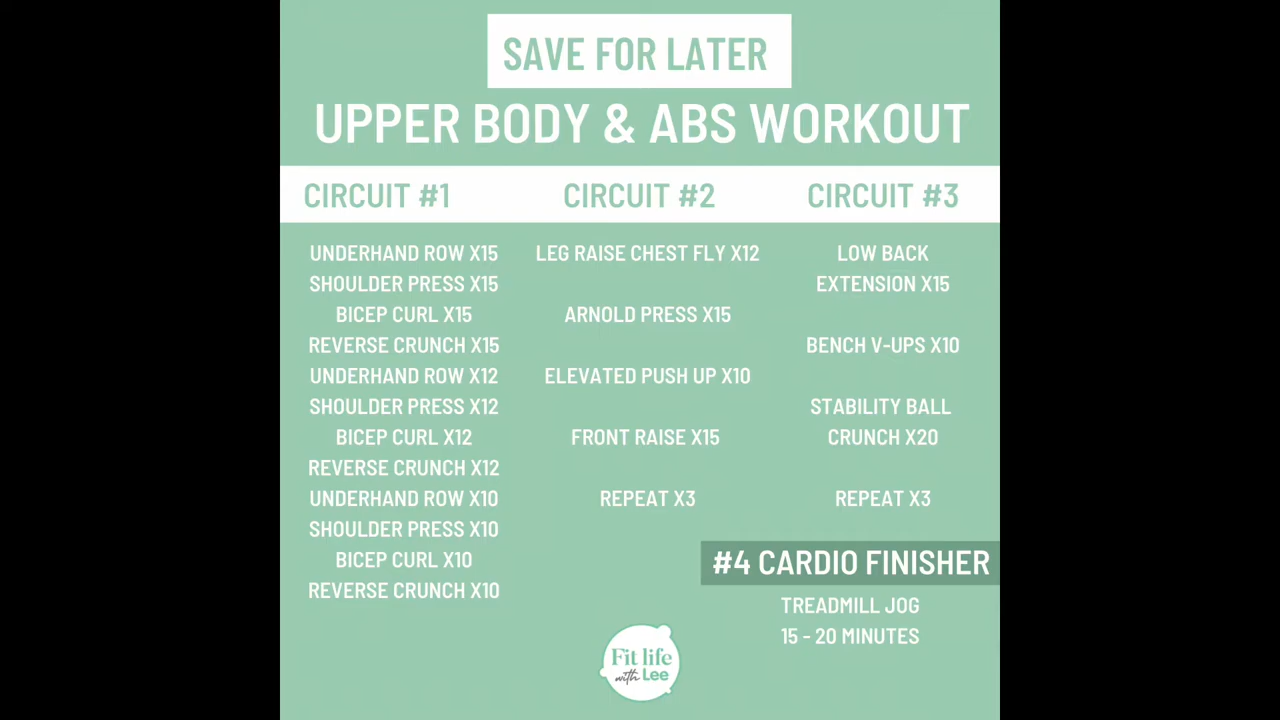 SAVE FOR LATER
UPPER BODY & ABS WORKOUT
CIRCUIT #1
UNDERHAND ROW X15
SHOULDER PRESS X15
BICEP CURL X15
REVERSE CRUNCH X15
UNDERHAND ROW X12
SHOULDER PRESS X12
BICEP CURL X12
REVERSE CRUNCH X12
UNDERHAND ROW X10
SHOULDER PRESS X10
BICEP CURL X10
REVERSE CRUNCH X10
CIRCUIT #2
LEG RAISE CHEST FLY X12
ARNOLD PRESS X15
ELEVATED PUSH UP X10
FRONT RAISE X15
REPEAT X3
CIRCUIT #3
LOW BACK
EXTENSION X15
BENCH V-UPS X10
STABILITY BALL
CRUNCH X20
REPEAT X3
#4 CARDIO FINISHER
TREADMILL JOG
15 - 20 MINUTES
Fit life
with Lee